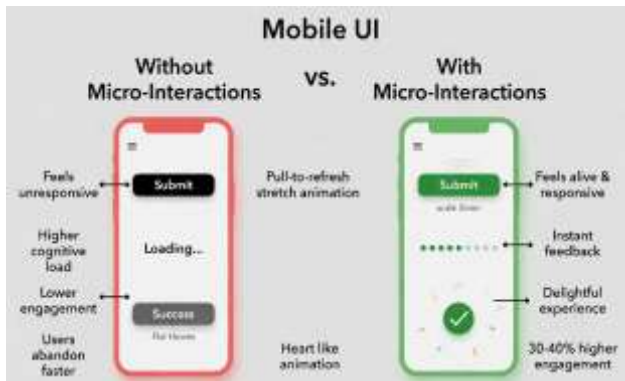 Mobile UI
Without
Micro-Interactions
vs.
With
Micro-Interactions
Feels
unresponsive
Higher
cognitive
load
Lower
engagement
Users
abandon
faster
Submit
Loading...
Success
Pull-to-refresh
stretch animation
Heart like
animation
Submit
scale down
Feels alive &
responsive
Instant
feedback
Delightful
experience
30-40% higher
engagement